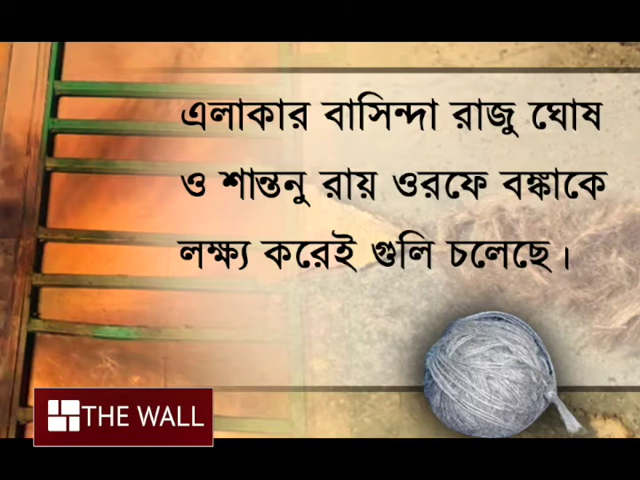 এলাকার বাসিন্দা রাজু ঘোষ
ও শান্তনু রায় ওরফে বঙ্কাকে
লক্ষ্য করেই গুলি চলেছে।
THE WALL